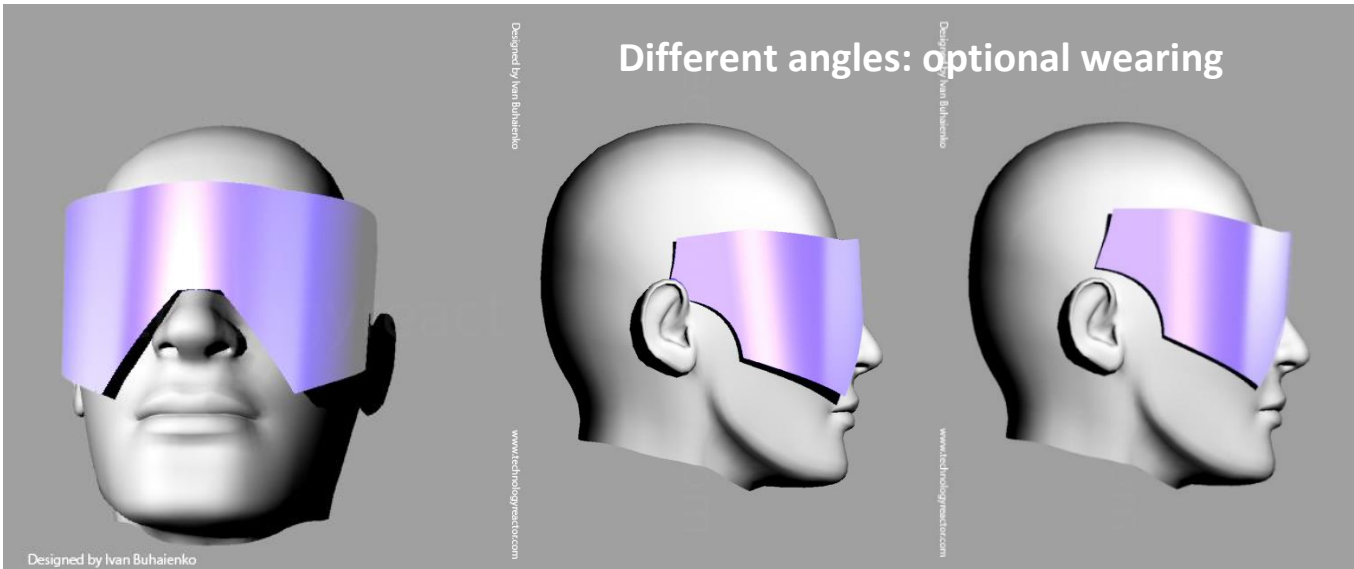 Different angles: optional wearing
Designed by Ivan Buhaienko
www.technologyreactor.com
Designed by Ivan Buhaienko
www.technologyreactor.com
Designed by Ivan Buhaienko